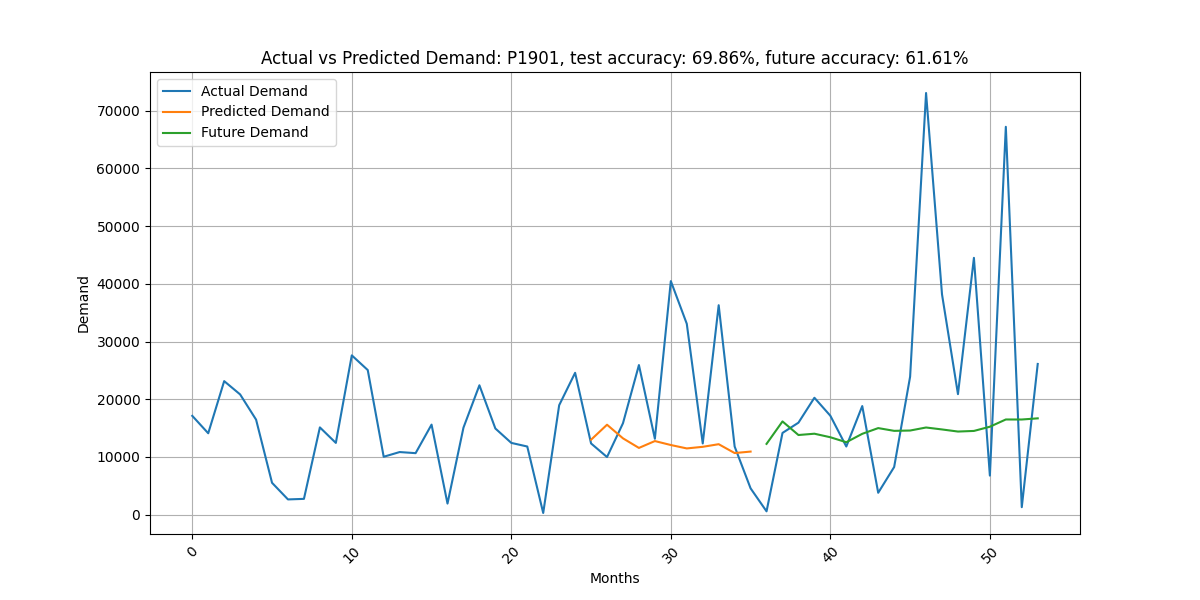 Actual vs Predicted Demand: P1901, test accuracy: 69.86%, future accuracy: 61.61%
Actual Demand
Predicted Demand
Future Demand
70000
60000
50000
40000
30000
20000
10000
0
Demand
0 10 20 30 40 50
Months